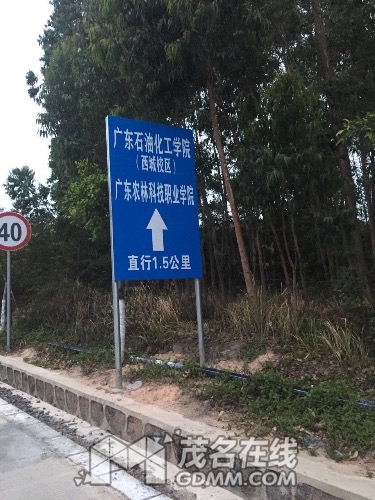 广东石油化工学院
（西城校区）
广东农林科技职业学院
直行1.5公里
40
茂名在线
GDMM.COM